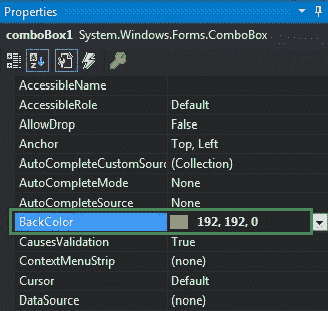 Properties
comboBox1 System.Windows.Forms.ComboBox
AccessibleName
AccessibleRole Default
AllowDrop False
Anchor Top, Left
AutoCompleteCustomSourc (Collection)
AutoCompleteMode None
AutoCompleteSource None
BackColor 192, 192, 0
CausesValidation True
ContextMenuStrip (none)
Cursor Default
DataSource (none)